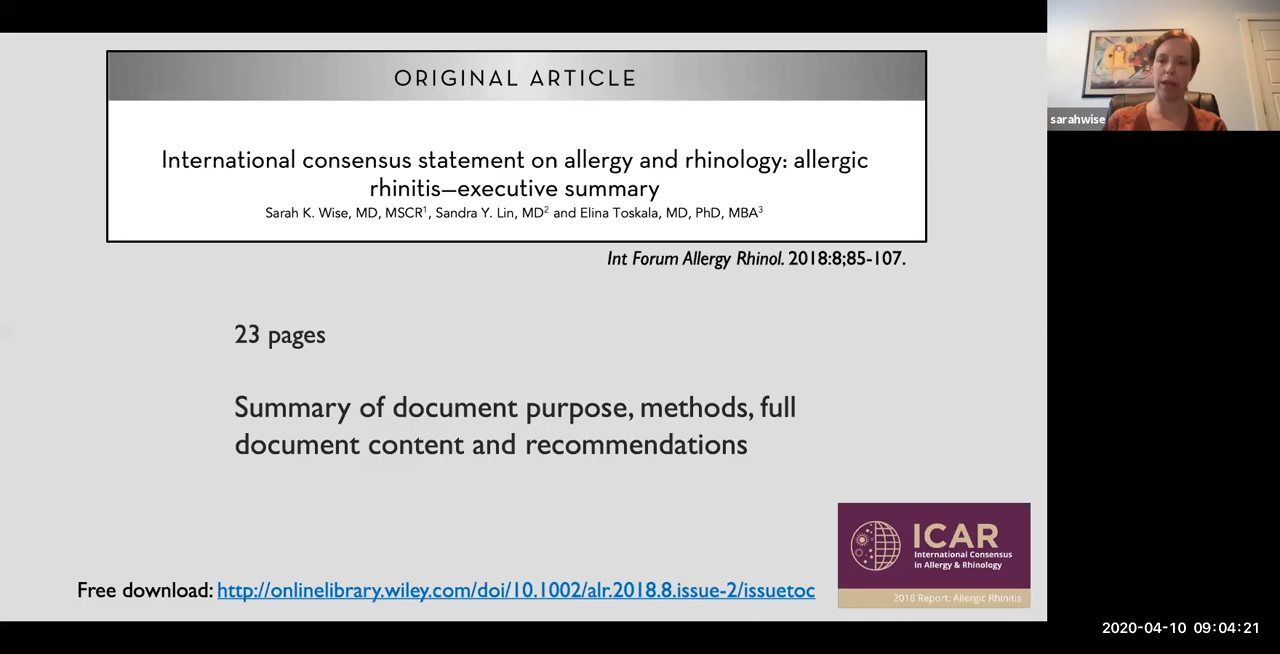 ORIGINAL ARTICLE
International consensus statement on allergy and rhinology: allergic
rhinitis—executive summary
Sarah K. Wise, MD, MSCR1, Sandra Y. Lin, MD2 and Elina Toskala, MD, PhD, MBA3
Int Forum Allergy Rhinol. 2018:8;85-107.
23 pages
Summary of document purpose, methods, full
document content and recommendations
Free download: http://onlinelibrary.wiley.com/doi/10.1002/alr.2018.8.issue-2/issuetoc
ICAR
International Consensus
in Allergy & Rhinology
2018 Report: Allergic Rhinitis
sarahwise
2020-04-10 09:04:21